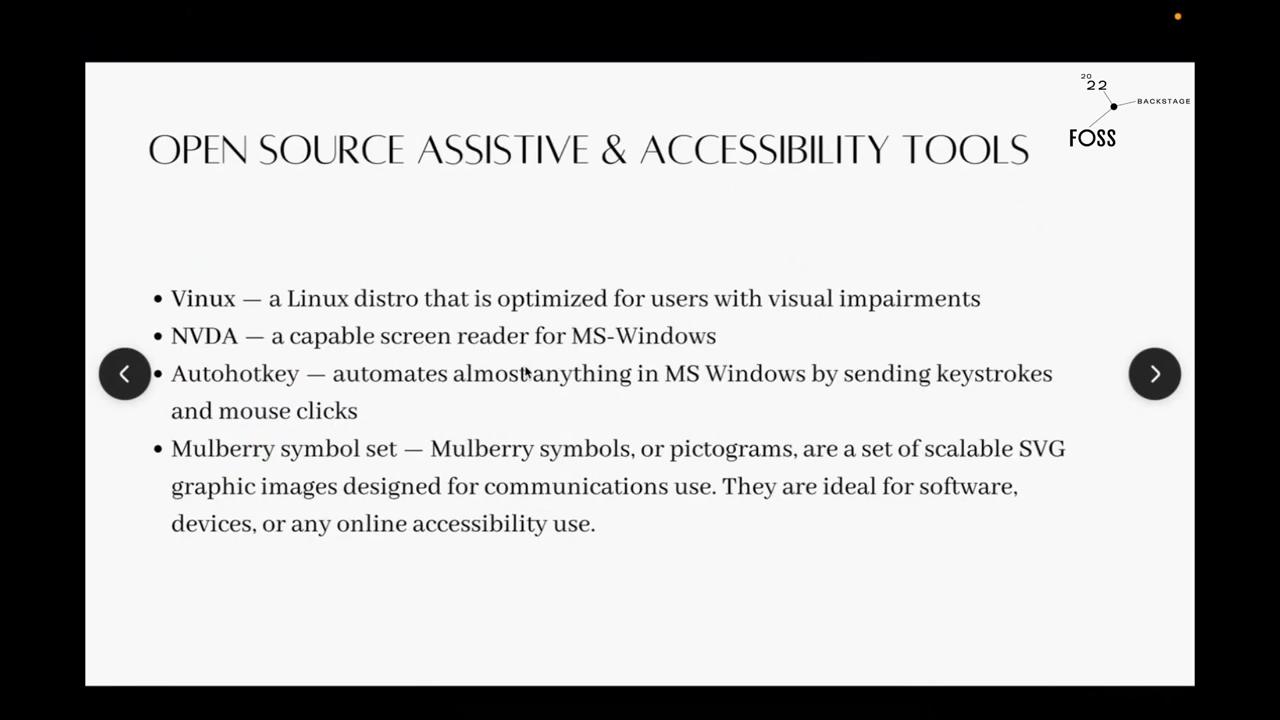 20
22
BACKSTAGE
FOSS
OPEN SOURCE ASSISTIVE & ACCESSIBILITY TOOLS
• Vinux — a Linux distro that is optimized for users with visual impairments
• NVDA — a capable screen reader for MS-Windows
• Autohotkey — automates almost anything in MS Windows by sending keystrokes
and mouse clicks
• Mulberry symbol set — Mulberry symbols, or pictograms, are a set of scalable SVG
graphic images designed for communications use. They are ideal for software,
devices, or any online accessibility use.